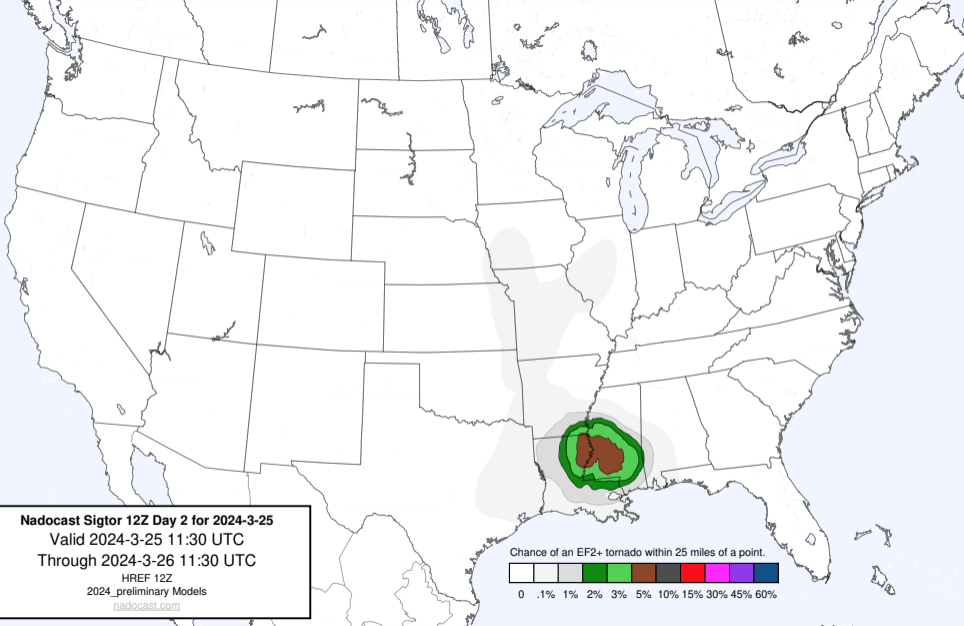 Nadocast Sigtor 12Z Day 2 for 2024-3-25
Valid 2024-3-25 11:30 UTC
Through 2024-3-26 11:30 UTC
HREF 12Z
2024_preliminary Models
nadocast.com
Chance of an EF2+ tornado within 25 miles of a point.
0 .1% 1% 2% 3% 5% 10% 15% 30% 45% 60%